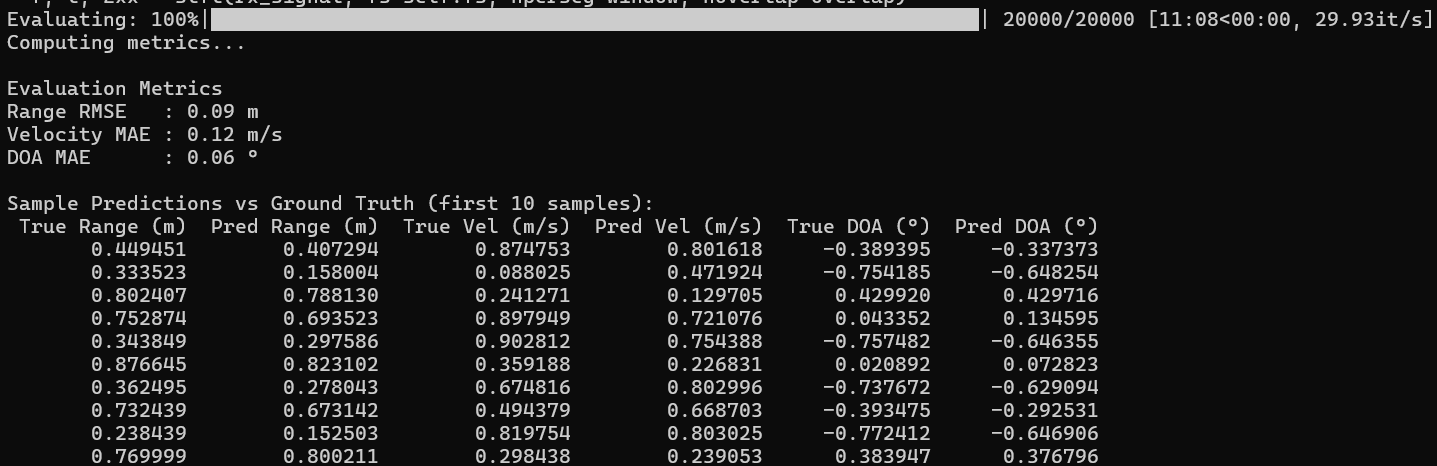 Evaluating: 100%| | 20000/20000 [11:08<00:00, 29.93it/s]
Computing metrics...
Evaluation Metrics
Range RMSE : 0.09 m
Velocity MAE : 0.12 m/s
DOA MAE : 0.06 °
Sample Predictions vs Ground Truth (first 10 samples):
True Range (m) Pred Range (m) True Vel (m/s) Pred Vel (m/s) True DOA (°) Pred DOA (°)
0.449451 0.407294 0.874753 0.801618 -0.389395 -0.337373
0.333523 0.158004 0.088025 0.471924 -0.754185 -0.648254
0.802407 0.788130 0.241271 0.129705 0.429920 0.429716
0.752874 0.693523 0.897949 0.721076 0.043352 0.134595
0.343849 0.297586 0.902812 0.754388 -0.757482 -0.646355
0.876645 0.823102 0.359188 0.226831 0.020892 0.072823
0.362495 0.278043 0.674816 0.802996 -0.737672 -0.629094
0.732439 0.673142 0.494379 0.668703 -0.393475 -0.292531
0.238439 0.152503 0.819754 0.803025 -0.772412 -0.646906
0.769999 0.800211 0.298438 0.239053 0.383947 0.376796